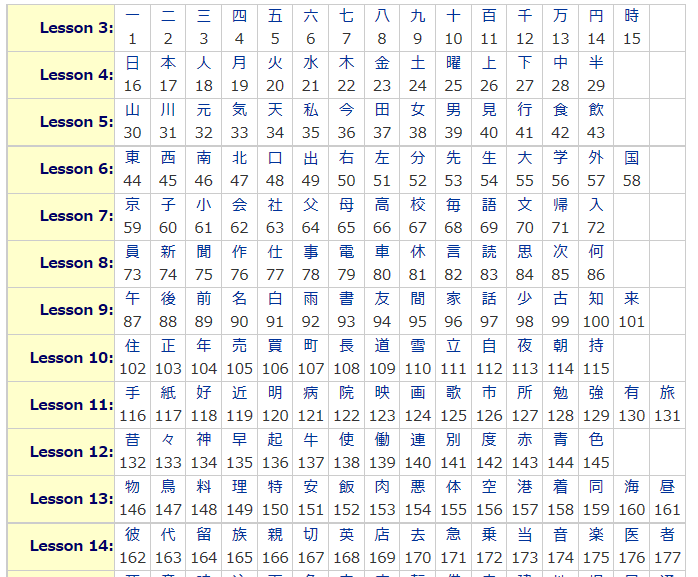 Lesson 3: 一 二 三 四 五 六 七 八 九 十 百 千 万 円 時
1 2 3 4 5 6 7 8 9 10 11 12 13 14 15
Lesson 4: 日 本 人 月 火 水 木 金 土 曜 上 下 中 半
16 17 18 19 20 21 22 23 24 25 26 27 28 29
Lesson 5: 山 川 元 気 天 私 今 田 女 男 見 行 食 飲
30 31 32 33 34 35 36 37 38 39 40 41 42 43
Lesson 6: 東 西 南 北 口 出 右 左 分 先 生 大 学 外 国
44 45 46 47 48 49 50 51 52 53 54 55 56 57 58
Lesson 7: 京 子 小 会 社 父 母 高 校 毎 語 文 帰 入
59 60 61 62 63 64 65 66 67 68 69 70 71 72
Lesson 8: 員 新 聞 作 仕 事 電 車 休 言 読 思 次 何
73 74 75 76 77 78 79 80 81 82 83 84 85 86
Lesson 9: 午 後 前 名 白 雨 書 友 間 家 話 少 古 知 来
87 88 89 90 91 92 93 94 95 96 97 98 99 100 101
Lesson 10: 住 正 年 売 買 町 長 道 雪 立 自 夜 朝 持
102 103 104 105 106 107 108 109 110 111 112 113 114 115
Lesson 11: 手 紙 好 近 明 病 院 映 画 歌 市 所 勉 強 有 旅
116 117 118 119 120 121 122 123 124 125 126 127 128 129 130 131
Lesson 12: 昔 々 神 早 起 牛 使 働 連 別 度 赤 青 色
132 133 134 135 136 137 138 139 140 141 142 143 144 145
Lesson 13: 物 鳥 料 理 特 安 飯 肉 悪 体 空 港 着 同 海 昼
146 147 148 149 150 151 152 153 154 155 156 157 158 159 160 161
Lesson 14: 彼 代 留 族 親 切 英 店 去 急 乗 当 音 楽 医 者
162 163 164 165 166 167 168 169 170 171 172 173 174 175 176 177